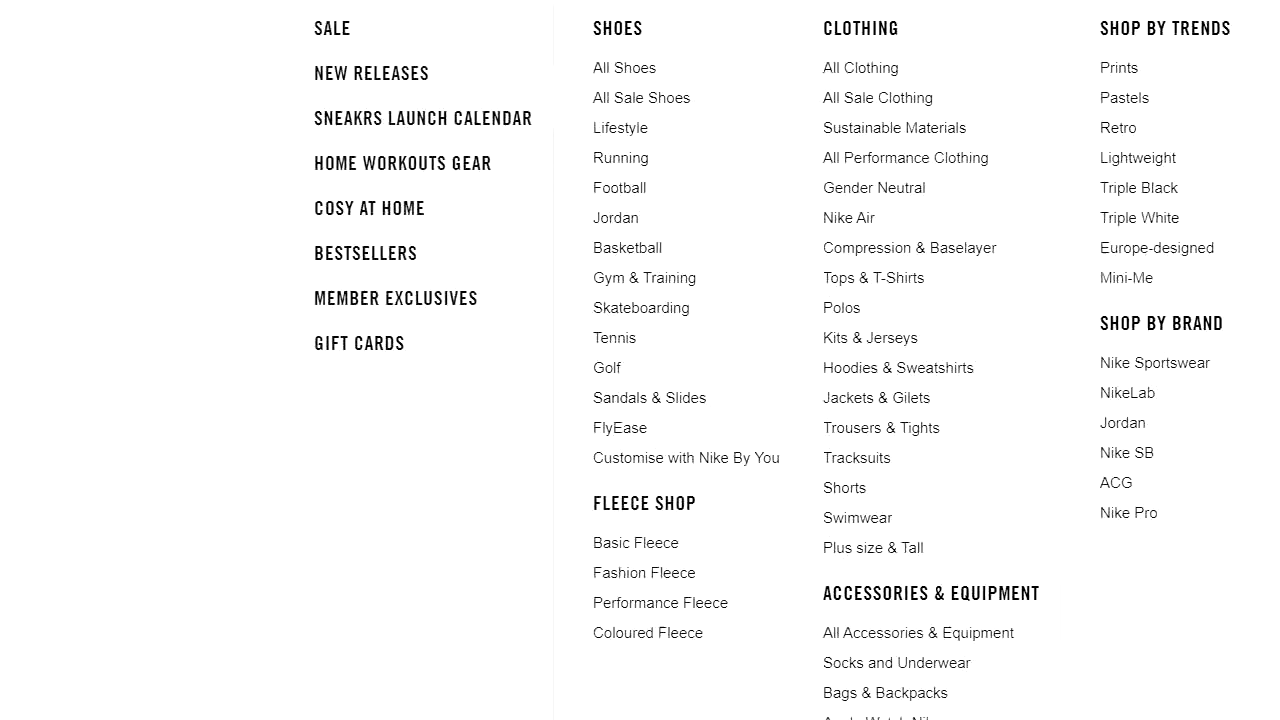 SALE
NEW RELEASES
SNEAKRS LAUNCH CALENDAR
HOME WORKOUTS GEAR
COSY AT HOME
BESTSELLERS
MEMBER EXCLUSIVES
GIFT CARDS
SHOES
All Shoes
All Sale Shoes
Lifestyle
Running
Football
Jordan
Basketball
Gym & Training
Skateboarding
Tennis
Golf
Sandals & Slides
FlyEase
Customise with Nike By You
FLEECE SHOP
Basic Fleece
Fashion Fleece
Performance Fleece
Coloured Fleece
CLOTHING
All Clothing
All Sale Clothing
Sustainable Materials
All Performance Clothing
Gender Neutral
Nike Air
Compression & Baselayer
Tops & T-Shirts
Polos
Kits & Jerseys
Hoodies & Sweatshirts
Jackets & Gilets
Trousers & Tights
Tracksuits
Shorts
Swimwear
Plus size & Tall
ACCESSORIES & EQUIPMENT
All Accessories & Equipment
Socks and Underwear
Bags & Backpacks
SHOP BY TRENDS
Prints
Pastels
Retro
Lightweight
Triple Black
Triple White
Europe-designed
Mini-Me
SHOP BY BRAND
Nike Sportswear
NikeLab
Jordan
Nike SB
ACG
Nike Pro